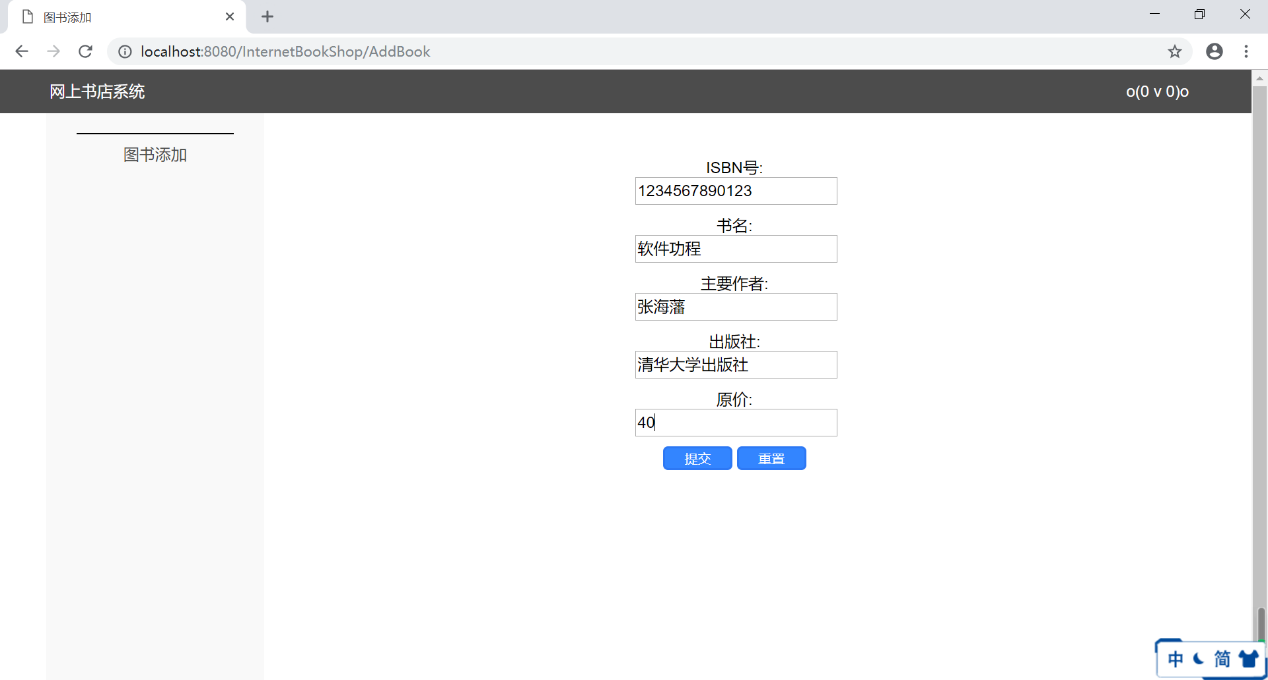 图书添加
localhost:8080/InternetBookShop/AddBook
网上书店系统
o(0 v 0)o
图书添加
ISBN号:
1234567890123
书名:
软件功程
主要作者:
张海藩
出版社:
清华大学出版社
原价:
40
提交 重置
中 简